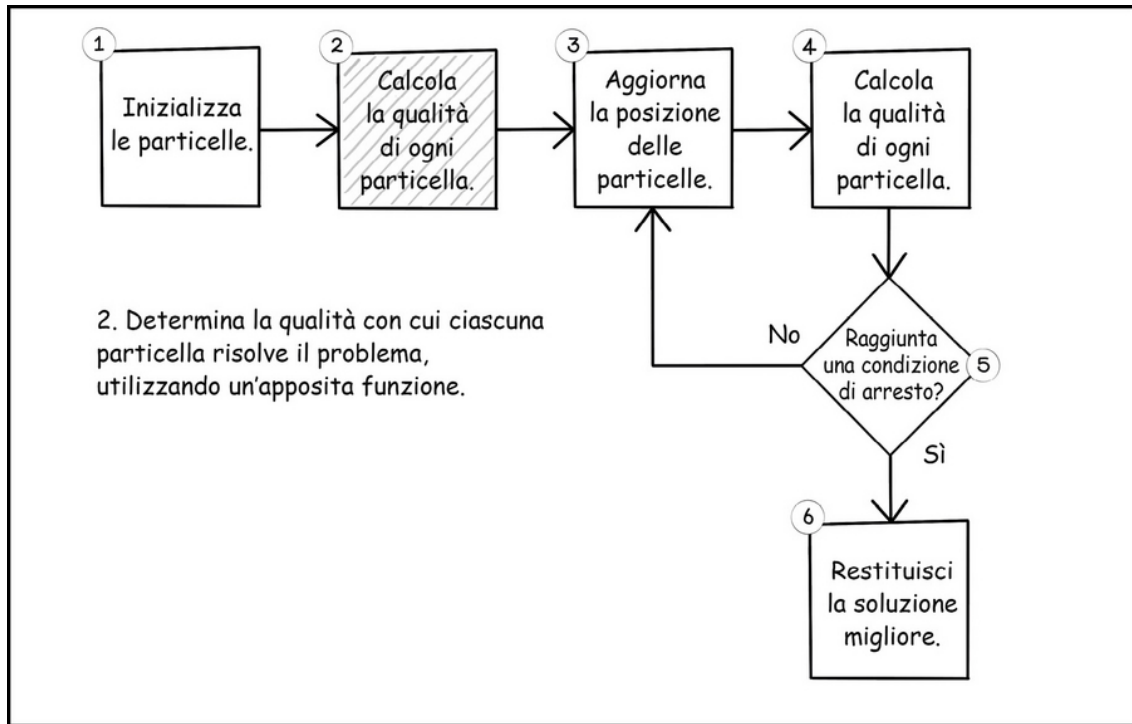 1
Inizializza
le particelle.
2
Calcola
la qualità
di ogni
particella.
3
Aggiorna
la posizione
delle
particelle.
4
Calcola
la qualità
di ogni
particella.
2. Determina la qualità con cui ciascuna
particella risolve il problema,
utilizzando un'apposita funzione.
No
Raggiunta
una condizione
di arresto?
5
Sì
6
Restituisci
la soluzione
migliore.